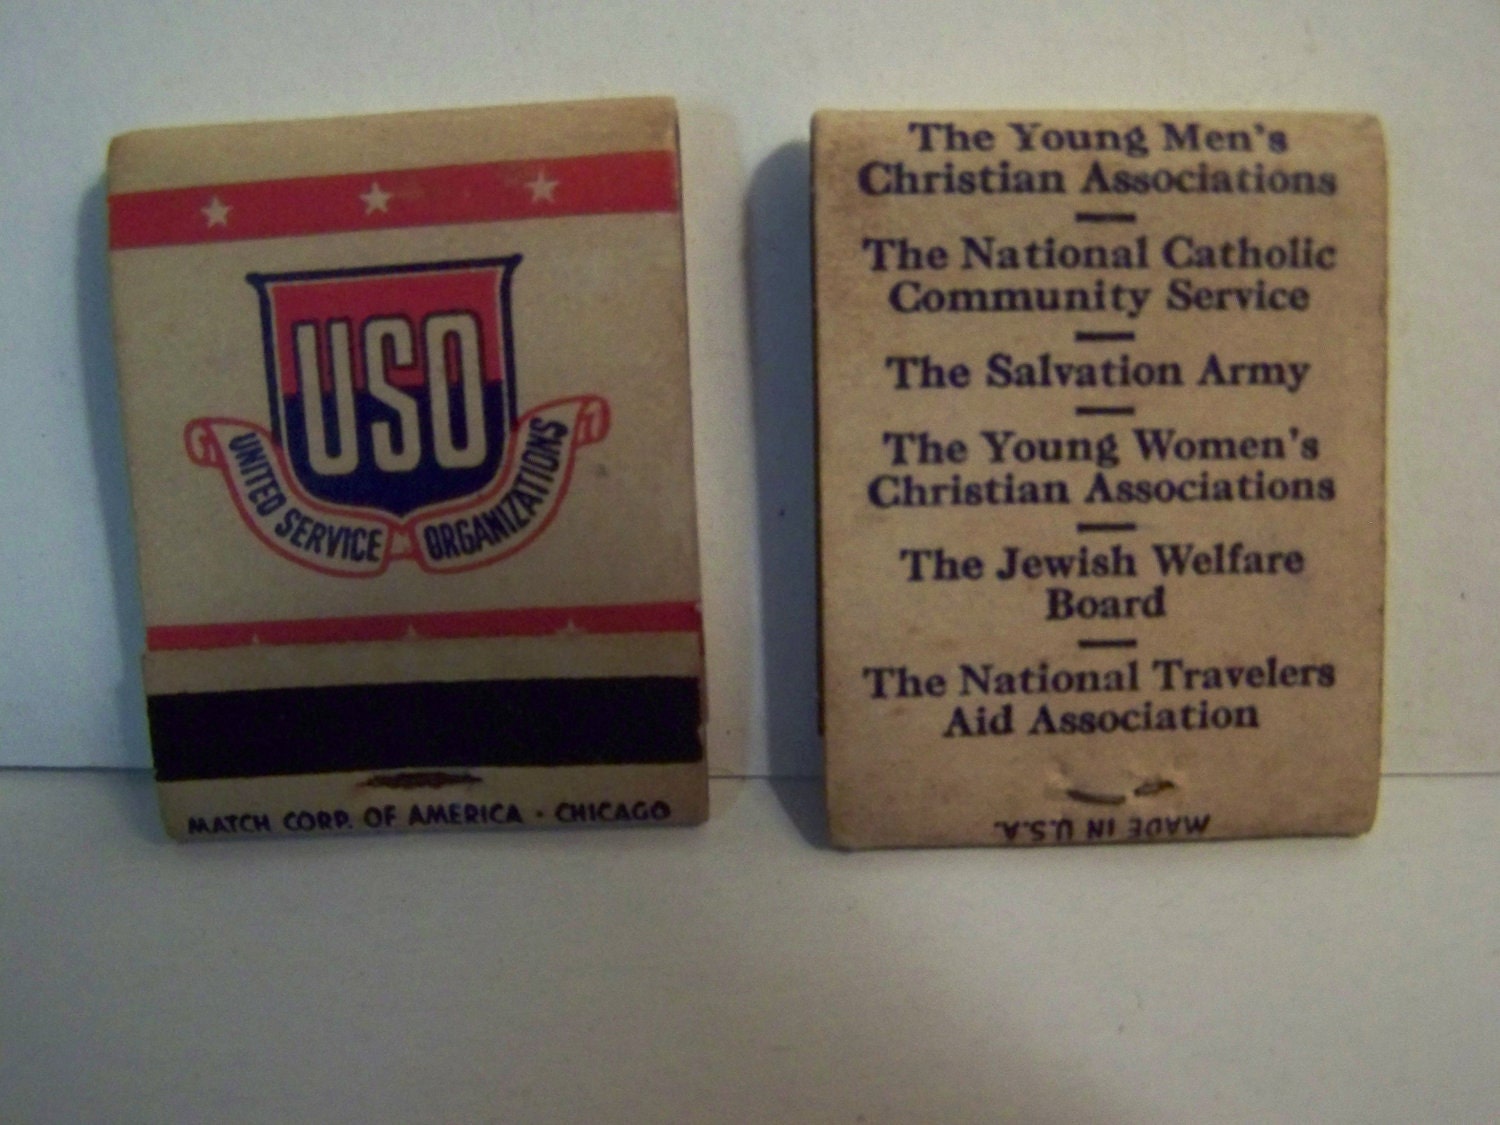 USO
UNITED SERVICE ORGANIZATIONS
MATCH CORP. OF AMERICA · CHICAGO
The Young Men's
Christian Associations
The National Catholic
Community Service
The Salvation Army
The Young Women's
Christian Associations
The Jewish Welfare
Board
The National Travelers
Aid Association
MADE IN U.S.A.